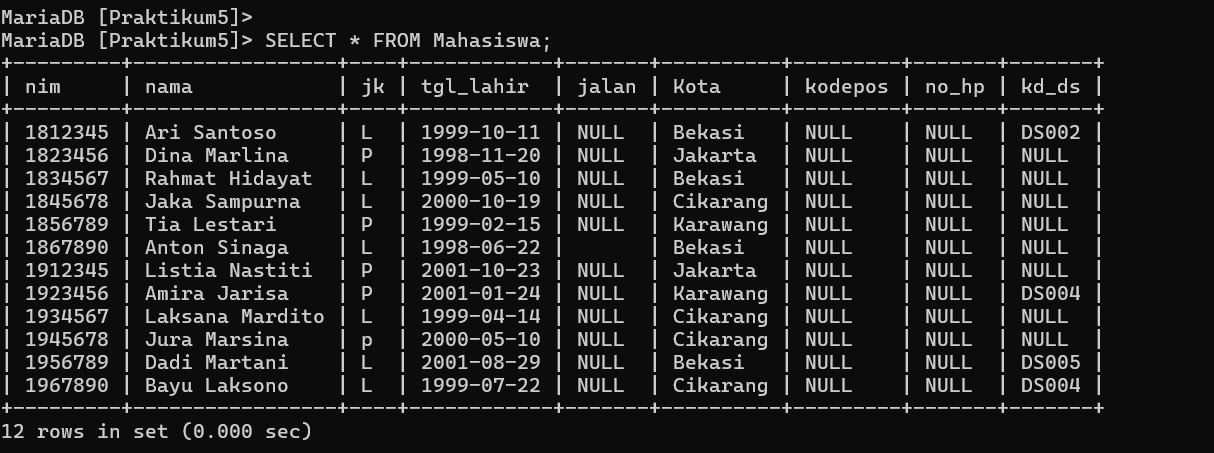 MariaDB [Praktikum5]>
MariaDB [Praktikum5]> SELECT * FROM Mahasiswa;
+---------+-----------------+----+------------+-------+----------+---------+-------+-------+
| nim     | nama            | jk | tgl_lahir  | jalan | Kota     | kodepos | no_hp | kd_ds |
+---------+-----------------+----+------------+-------+----------+---------+-------+-------+
| 1812345 | Ari Santoso     | L  | 1999-10-11 | NULL  | Bekasi   | NULL    | NULL  | DS002 |
| 1823456 | Dina Marlina    | P  | 1998-11-20 | NULL  | Jakarta  | NULL    | NULL  | NULL  |
| 1834567 | Rahmat Hidayat  | L  | 1999-05-10 | NULL  | Bekasi   | NULL    | NULL  | NULL  |
| 1845678 | Jaka Sampurna   | L  | 2000-10-19 | NULL  | Cikarang | NULL    | NULL  | NULL  |
| 1856789 | Tia Lestari     | P  | 1999-02-15 | NULL  | Karawang | NULL    | NULL  | NULL  |
| 1867890 | Anton Sinaga    | L  | 1998-06-22 |       | Bekasi   | NULL    | NULL  | NULL  |
| 1912345 | Listia Nastiti  | P  | 2001-10-23 | NULL  | Jakarta  | NULL    | NULL  | NULL  |
| 1923456 | Amira Jarisa    | P  | 2001-01-24 | NULL  | Karawang | NULL    | NULL  | DS004 |
| 1934567 | Laksana Mardito | L  | 1999-04-14 | NULL  | Cikarang | NULL    | NULL  | NULL  |
| 1945678 | Jura Marsina    | p  | 2000-05-10 | NULL  | Cikarang | NULL    | NULL  | NULL  |
| 1956789 | Dadi Martani    | L  | 2001-08-29 | NULL  | Bekasi   | NULL    | NULL  | DS005 |
| 1967890 | Bayu Laksono    | L  | 1999-07-22 | NULL  | Cikarang | NULL    | NULL  | DS004 |
+---------+-----------------+----+------------+-------+----------+---------+-------+-------+
12 rows in set (0.000 sec)